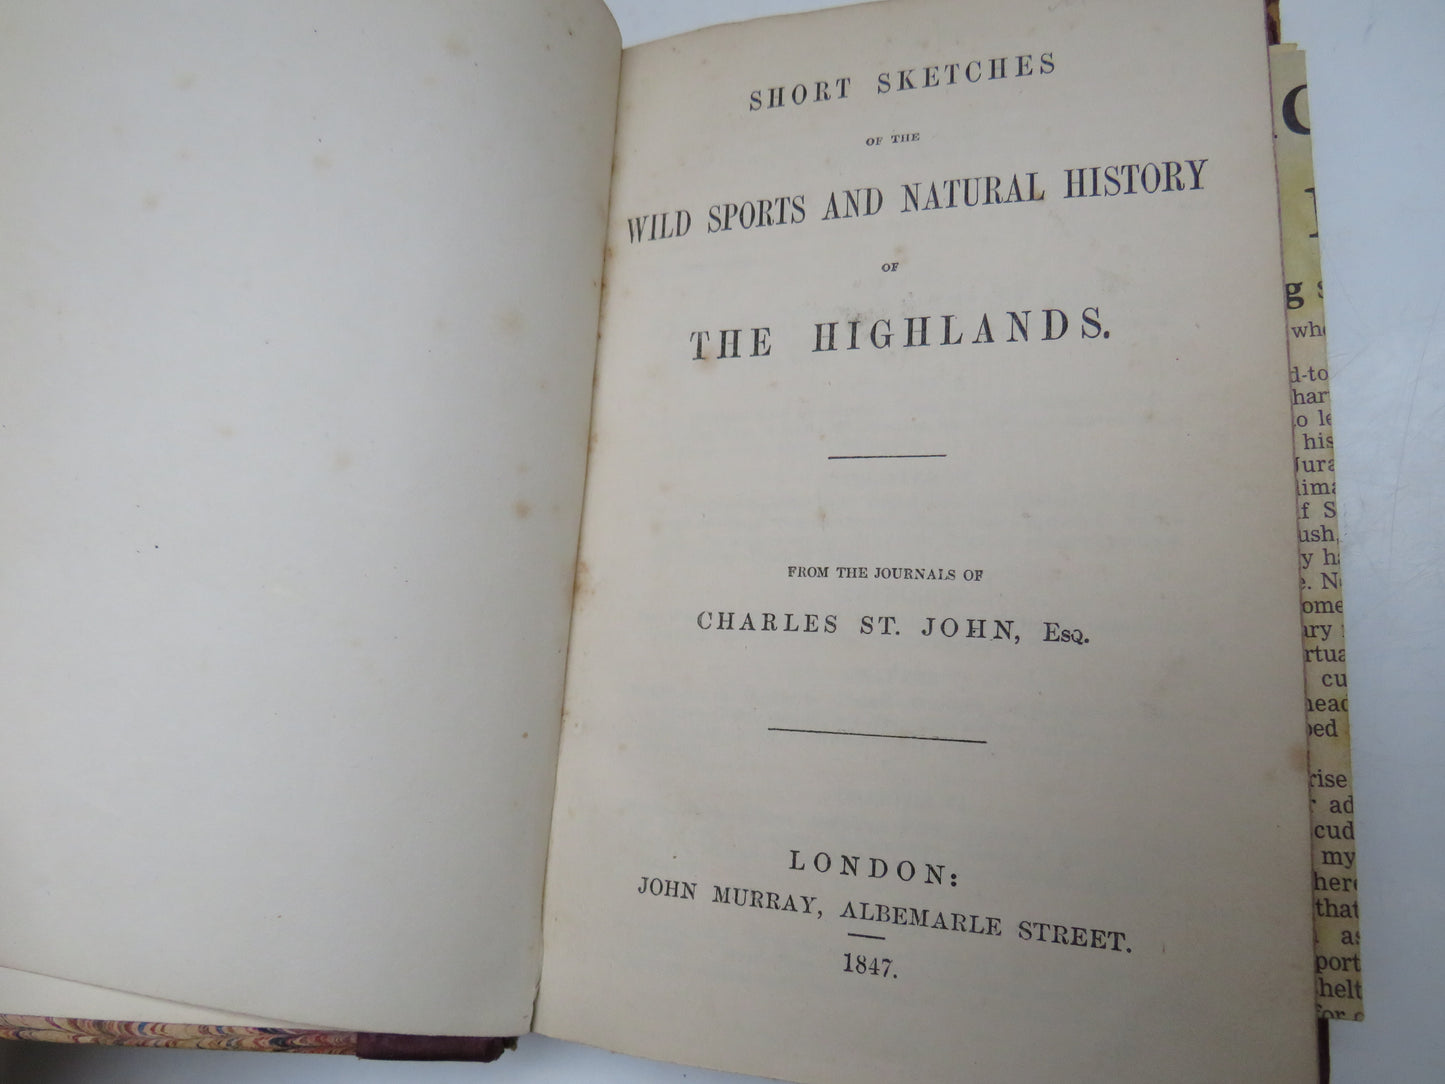 SHORT SKETCHES
OF THE
WILD SPORTS AND NATURAL HISTORY
OF
THE HIGHLANDS.
FROM THE JOURNALS OF
CHARLES ST. JOHN, Esq.
LONDON:
JOHN MURRAY, ALBEMARLE STREET.
1847.